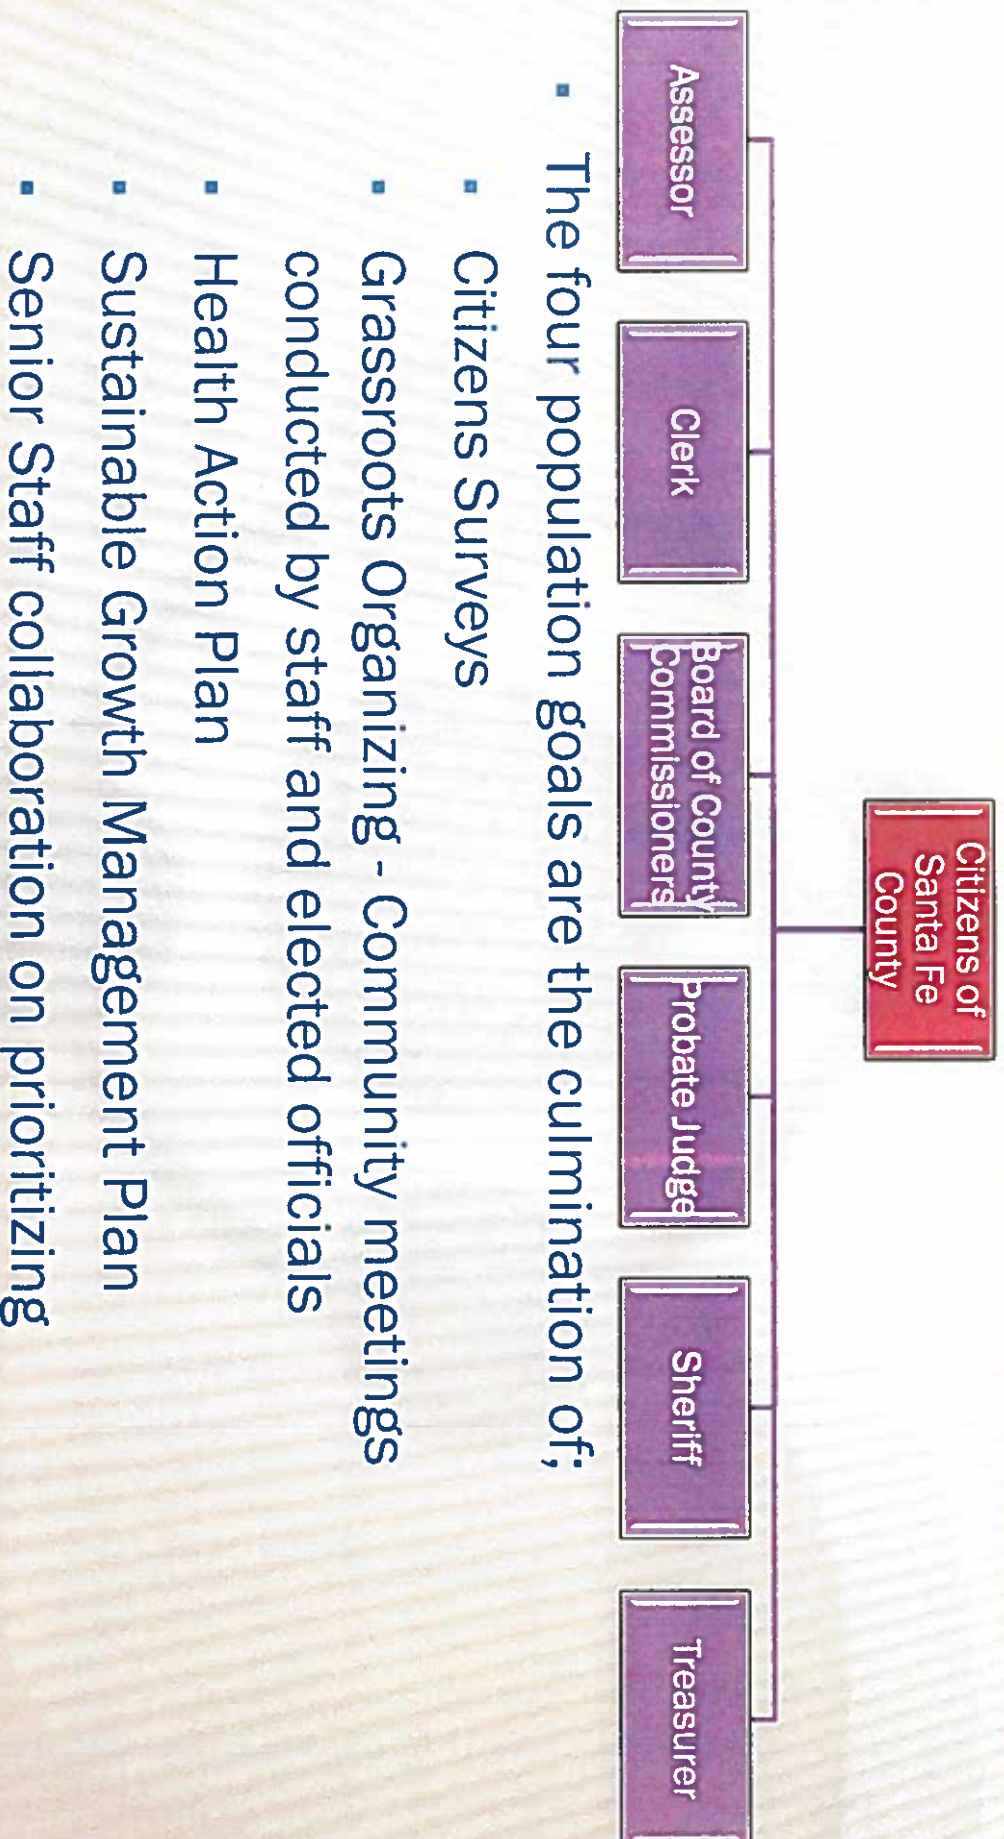 Citizens of
Santa Fe
County
Assessor
Clerk
Board of County
Commissioners
Probate Judge
Sheriff
Treasurer
▪ The four population goals are the culmination of;
▪ Citizens Surveys
▪ Grassroots Organizing - Community meetings
conducted by staff and elected officials
▪ Health Action Plan
▪ Sustainable Growth Management Plan
▪ Senior Staff collaboration on prioritizing